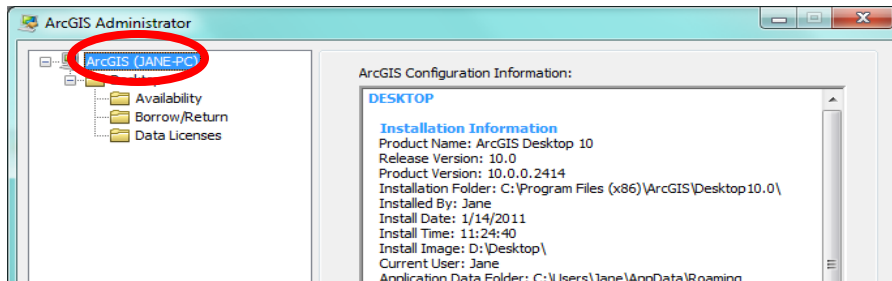 ArcGIS Administrator
ArcGIS (JANE-PC)
Desktop
Availability
Borrow/Return
Data Licenses
ArcGIS Configuration Information:
DESKTOP
Installation Information
Product Name: ArcGIS Desktop 10
Release Version: 10.0
Product Version: 10.0.0.2414
Installation Folder: C:\Program Files (x86)\ArcGIS\Desktop10.0\
Installed By: Jane
Install Date: 1/14/2011
Install Time: 11:24:40
Install Image: D:\Desktop\
Current User: Jane
Application Data Folder: C:\Users\Jane\AppData\Roaming